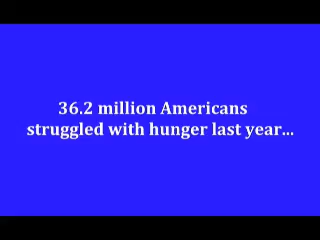 36.2 million Americans
struggled with hunger last year...